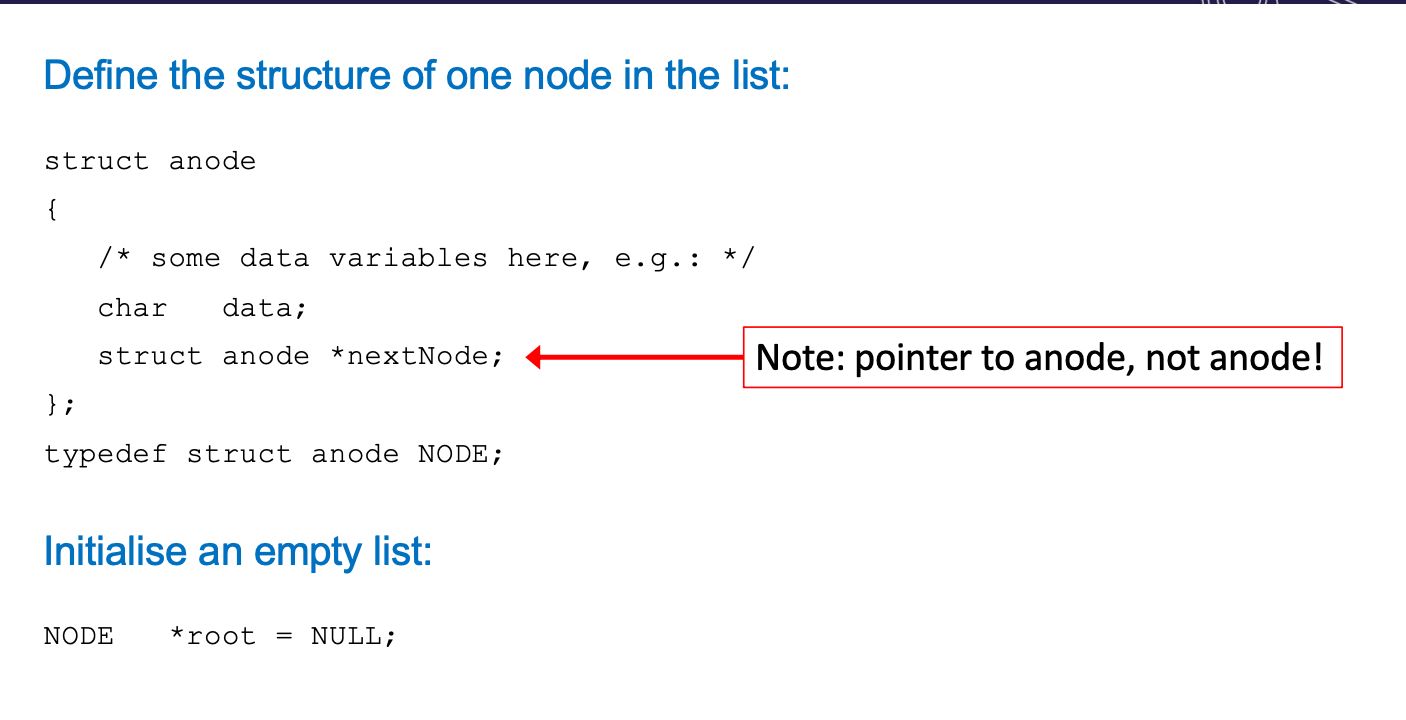 Define the structure of one node in the list:
struct anode
{
/* some data variables here, e.g.: */
char data;
struct anode *nextNode;
Note: pointer to anode, not anode!
};
typedef struct anode NODE;
Initialise an empty list:
NODE *root = NULL;